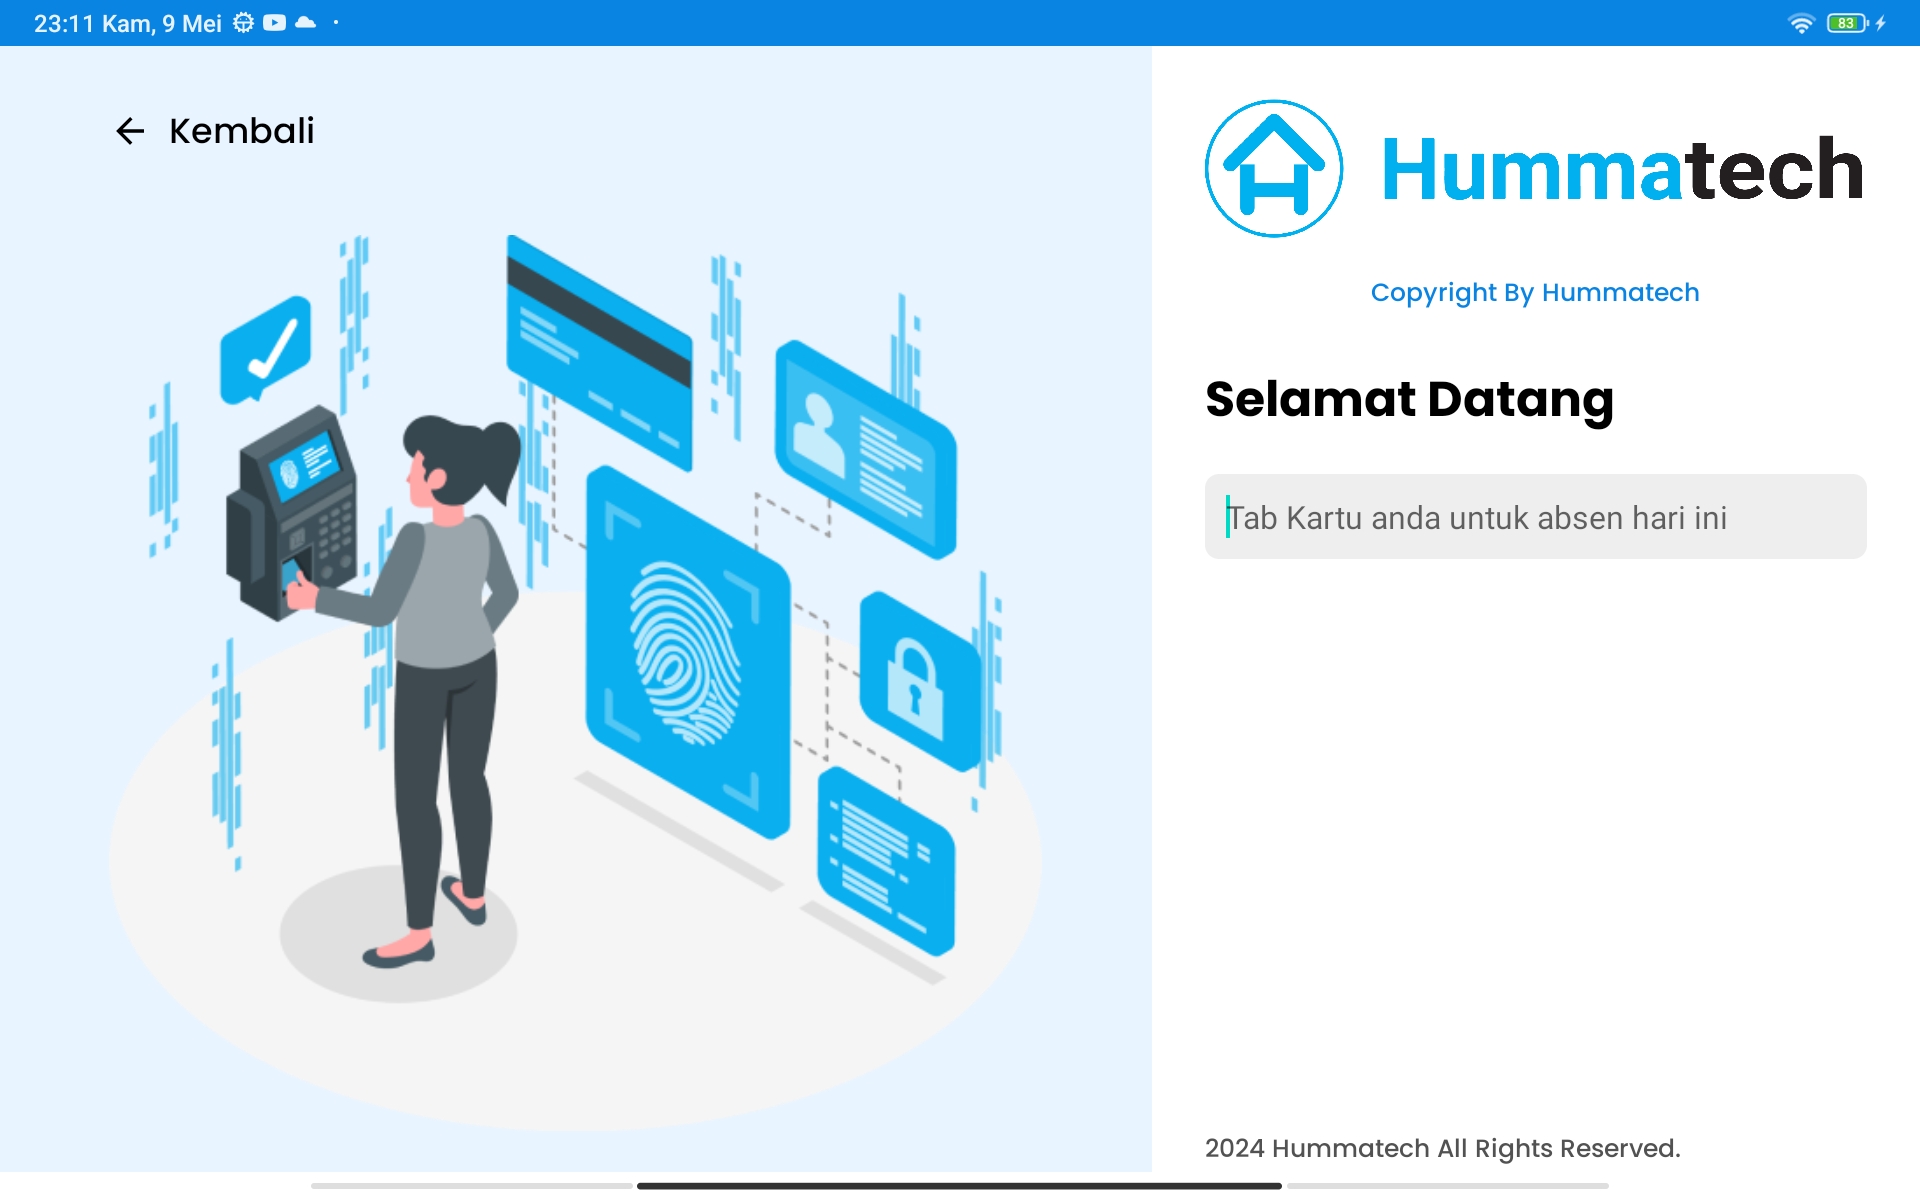 23:11 Kam, 9 Mei
83
Kembali
Hummatech
Copyright By Hummatech
Selamat Datang
Tab Kartu anda untuk absen hari ini
2024 Hummatech All Rights Reserved.